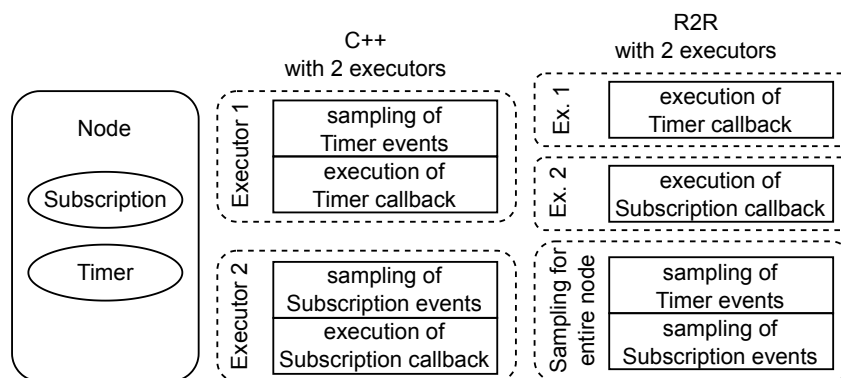 Node
Subscription
Timer
C++
with 2 executors
Executor 1
sampling of
Timer events
execution of
Timer callback
Executor 2
sampling of
Subscription events
execution of
Subscription callback
R2R
with 2 executors
Ex. 1
execution of
Timer callback
Ex. 2
execution of
Subscription callback
Sampling for
entire node
sampling of
Timer events
sampling of
Subscription events